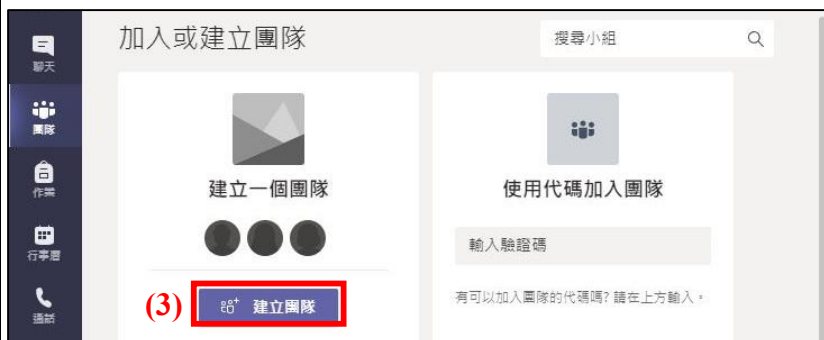 聊天
團隊
作業
行事曆
通話
加入或建立團隊
搜尋小組
建立一個團隊
(3) 建立團隊
使用代碼加入團隊
輸入驗證碼
有可以加入團隊的代碼嗎? 請在上方輸入。